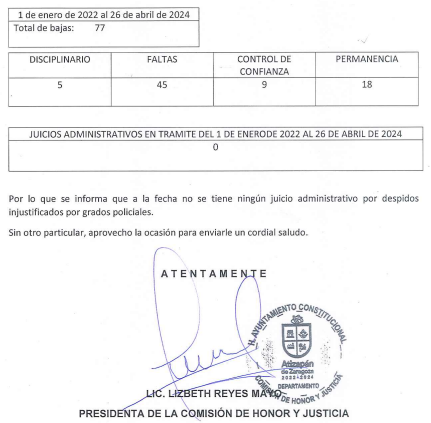 1 de enero de 2022 al 26 de abril de 2024
Total de bajas: 77
DISCIPLINARIO FALTAS CONTROL DE CONFIANZA PERMANENCIA
5 45 9 18
JUICIOS ADMINISTRATIVOS EN TRAMITE DEL 1 DE ENERODE 2022 AL 26 DE ABRIL DE 2024
0
Por lo que se informa que a la fecha no se tiene ningún juicio administrativo por despidos
injustificados por grados policiales.
Sin otro particular, aprovecho la ocasión para enviarle un cordial saludo.
ATENTAMENTE
H. AYUNTAMIENTO CONSTITUCIONAL
Atizapán
de Zaragoza
2022-2024
DEPARTAMENTO
COMISIÓN DE HONOR Y JUSTICIA
LIC. LIZBETH REYES MAYO
PRESIDENTA DE LA COMISIÓN DE HONOR Y JUSTICIA